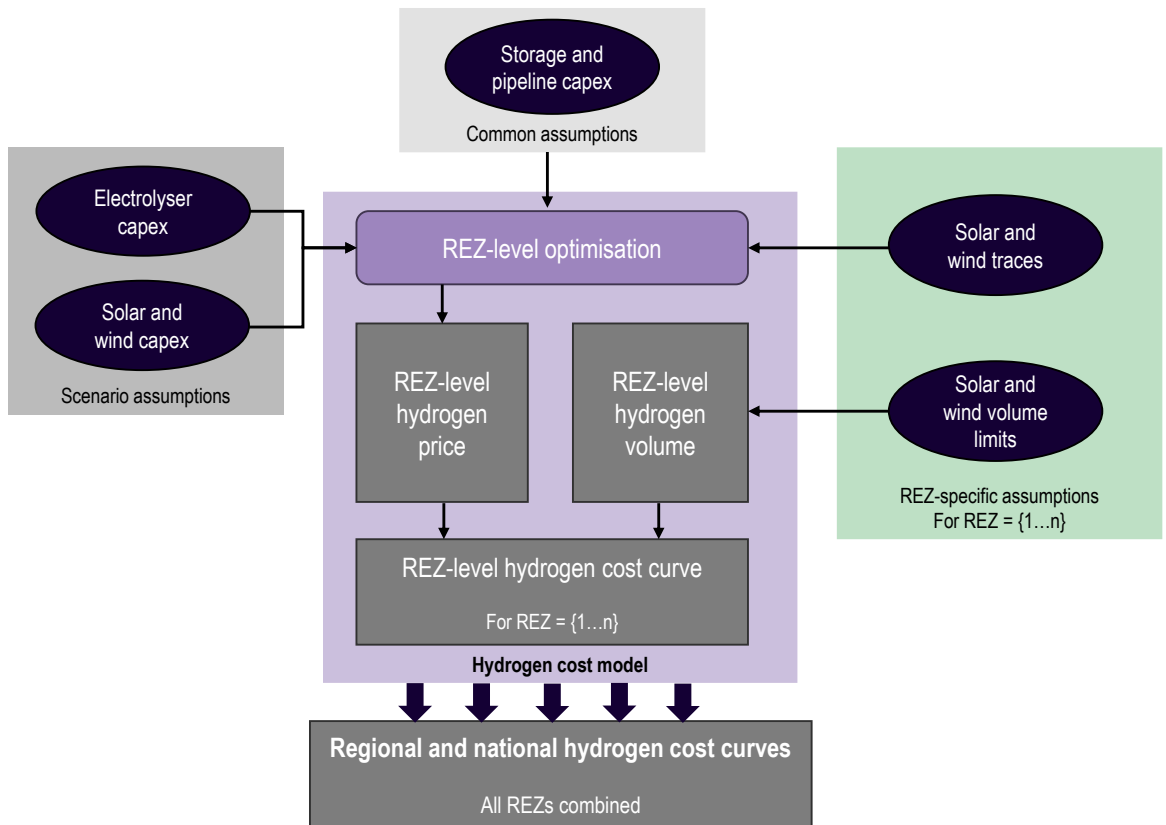 Storage and
pipeline capex
Common assumptions
Electrolyser
capex
Solar and
wind capex
Scenario assumptions
REZ-level optimisation
REZ-level
hydrogen
price
REZ-level
hydrogen
volume
REZ-level hydrogen cost curve
For REZ = {1…n}
Hydrogen cost model
Solar and
wind traces
Solar and
wind volume
limits
REZ-specific assumptions
For REZ = {1…n}
Regional and national hydrogen cost curves
All REZs combined